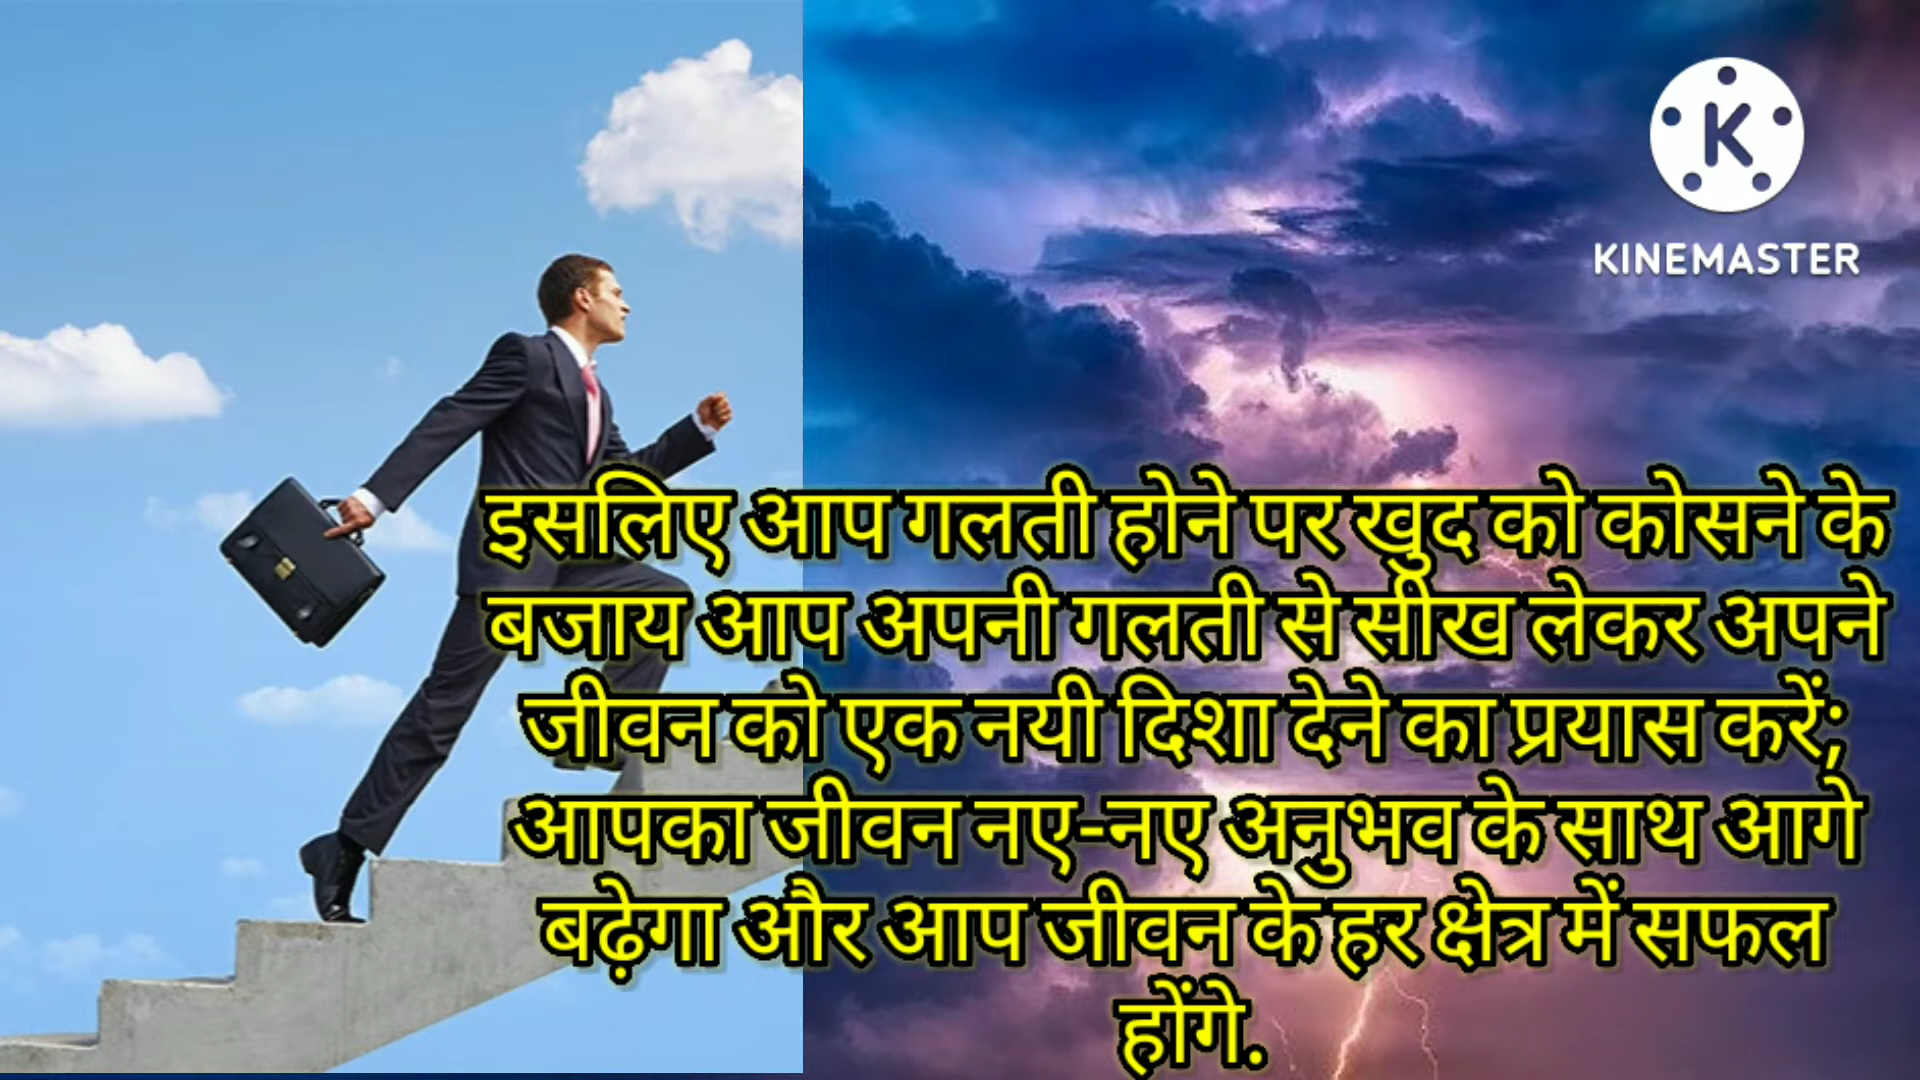 KINEMASTER
इसलिए आप गलती होने पर खुद को कोसने के
बजाय आप अपनी गलती से सीख लेकर अपने
जीवन को एक नयी दिशा देने का प्रयास करें;
आपका जीवन नए-नए अनुभव के साथ आगे
बढ़ेगा और आप जीवन के हर क्षेत्र में सफल
होंगे.